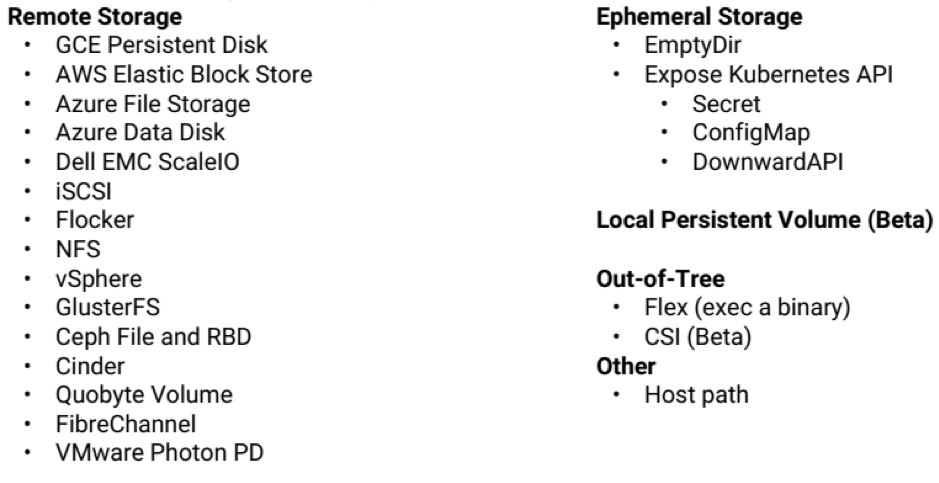 Remote Storage
• GCE Persistent Disk
• AWS Elastic Block Store
• Azure File Storage
• Azure Data Disk
• Dell EMC ScaleIO
• iSCSI
• Flocker
• NFS
• vSphere
• GlusterFS
• Ceph File and RBD
• Cinder
• Quobyte Volume
• FibreChannel
• VMware Photon PD
Ephemeral Storage
• EmptyDir
• Expose Kubernetes API
• Secret
• ConfigMap
• DownwardAPI
Local Persistent Volume (Beta)
Out-of-Tree
• Flex (exec a binary)
• CSI (Beta)
Other
• Host path